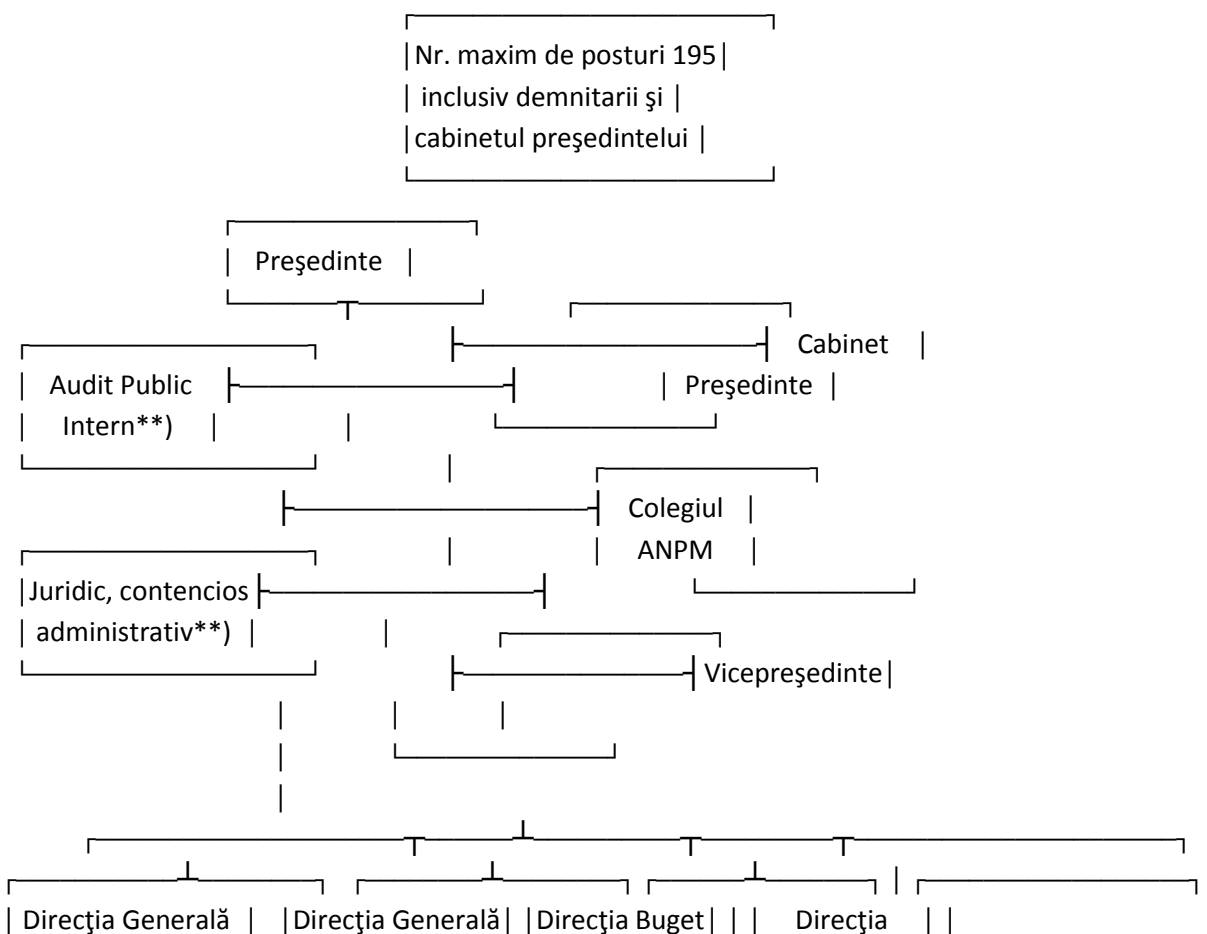 Nr. maxim de posturi 195
inclusiv demnitarii şi
cabinetul preşedintelui
Preşedinte
Cabinet
Audit Public Preşedinte
Intern**)
Colegiul
ANPM
Juridic, contencios
administrativ**)
Vicepreşedinte
Direcţia Generală Direcţia Generală Direcţia Buget Direcţia